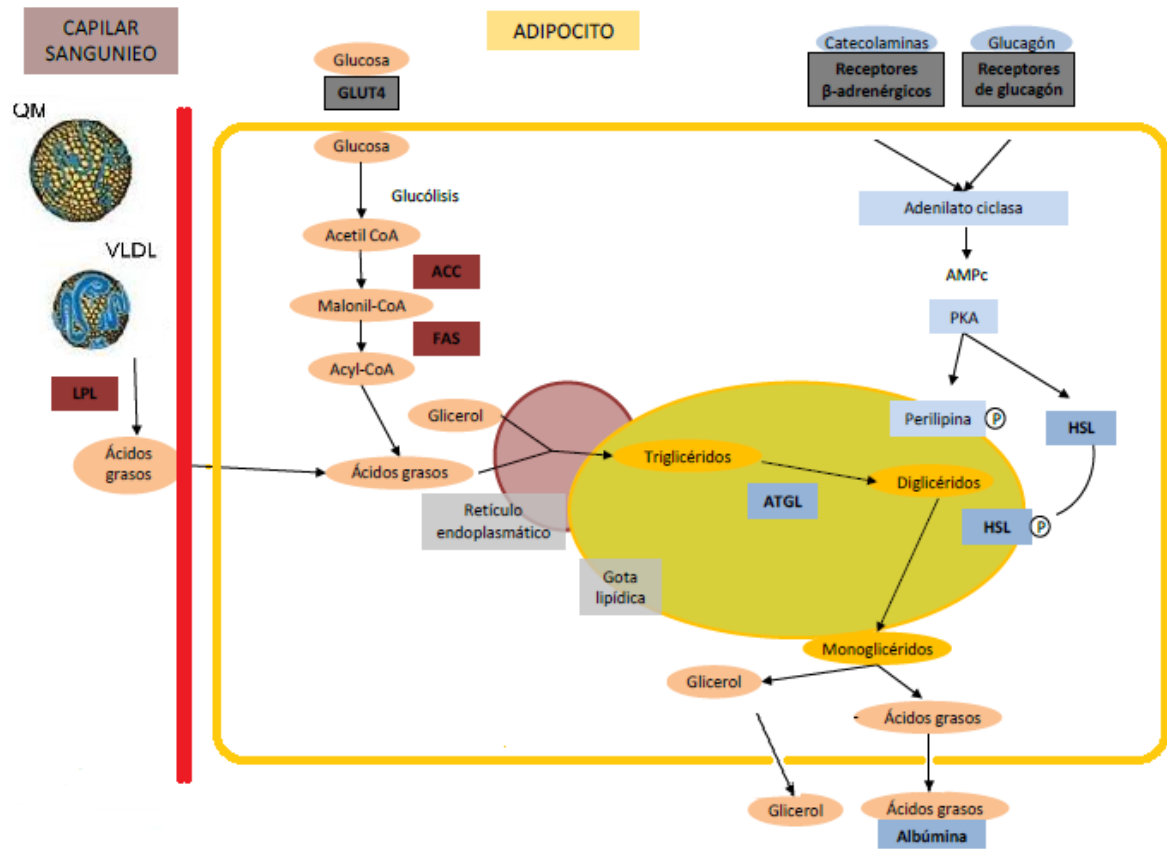 CAPILAR
SANGUNIEO
ADIPOCITO
QM
VLDL
LPL
Ácidos
grasos
Glucosa
GLUT4
Glucosa
Glucólisis
Acetil CoA
ACC
Malonil-CoA
FAS
Acyl-CoA
Glicerol
Ácidos grasos
Retículo
endoplasmático
Catecolaminas
Receptores
β-adrenérgicos
Glucagón
Receptores
de glucagón
Adenilato ciclasa
AMPc
PKA
Perilipina
P
HSL
Triglicéridos
ATGL
Diglicéridos
HSL
P
Gota
lipídica
Monoglicéridos
Glicerol
Ácidos grasos
Glicerol
Ácidos grasos
Albúmina